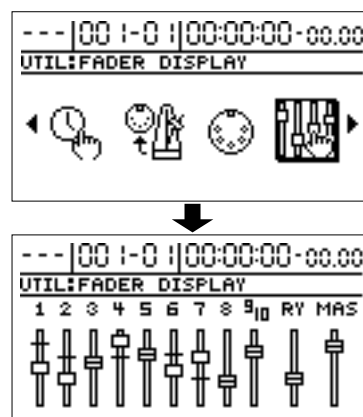 ---|001-01|00:00:00-00.00
UTIL:FADER DISPLAY
---|001-01|00:00:00-00.00
UTIL:FADER DISPLAY
1 2 3 4 5 6 7 8 9 10 RY MAS